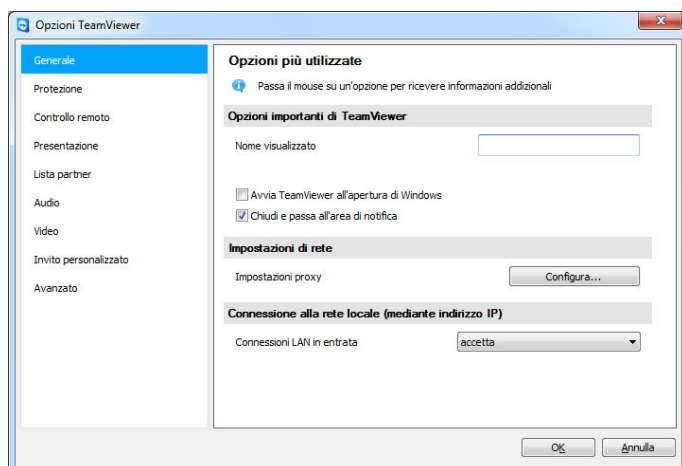 Opzioni TeamViewer
Generale
Protezione
Controllo remoto
Presentazione
Lista partner
Audio
Video
Invito personalizzato
Avanzato
Opzioni più utilizzate
Passa il mouse su un'opzione per ricevere informazioni addizionali
Opzioni importanti di TeamViewer
Nome visualizzato
Avvia TeamViewer all'apertura di Windows
Chiudi e passa all'area di notifica
Impostazioni di rete
Impostazioni proxy Configura...
Connessione alla rete locale (mediante indirizzo IP)
Connessioni LAN in entrata accetta
OK Annulla